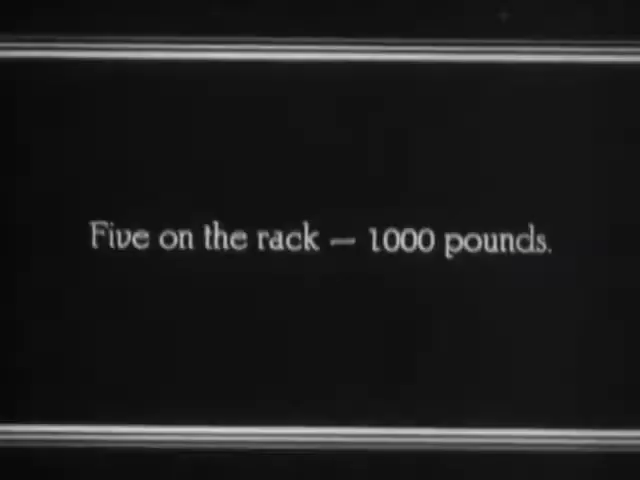 Five on the rack — 1000 pounds.